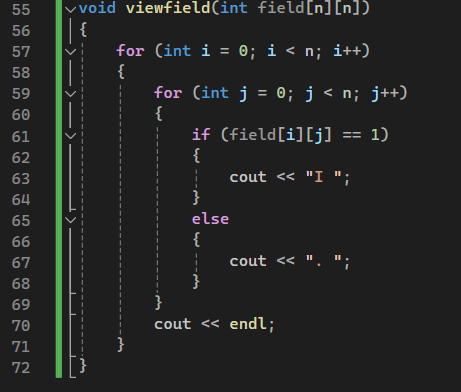 55 void viewfield(int field[n][n])
56 {
57 for (int i = 0; i < n; i++)
58 {
59 for (int j = 0; j < n; j++)
60 {
61 if (field[i][j] == 1)
62 {
63 cout << "I ";
64 }
65 else
66 {
67 cout << ". ";
68 }
69 }
70 cout << endl;
71 }
72 }